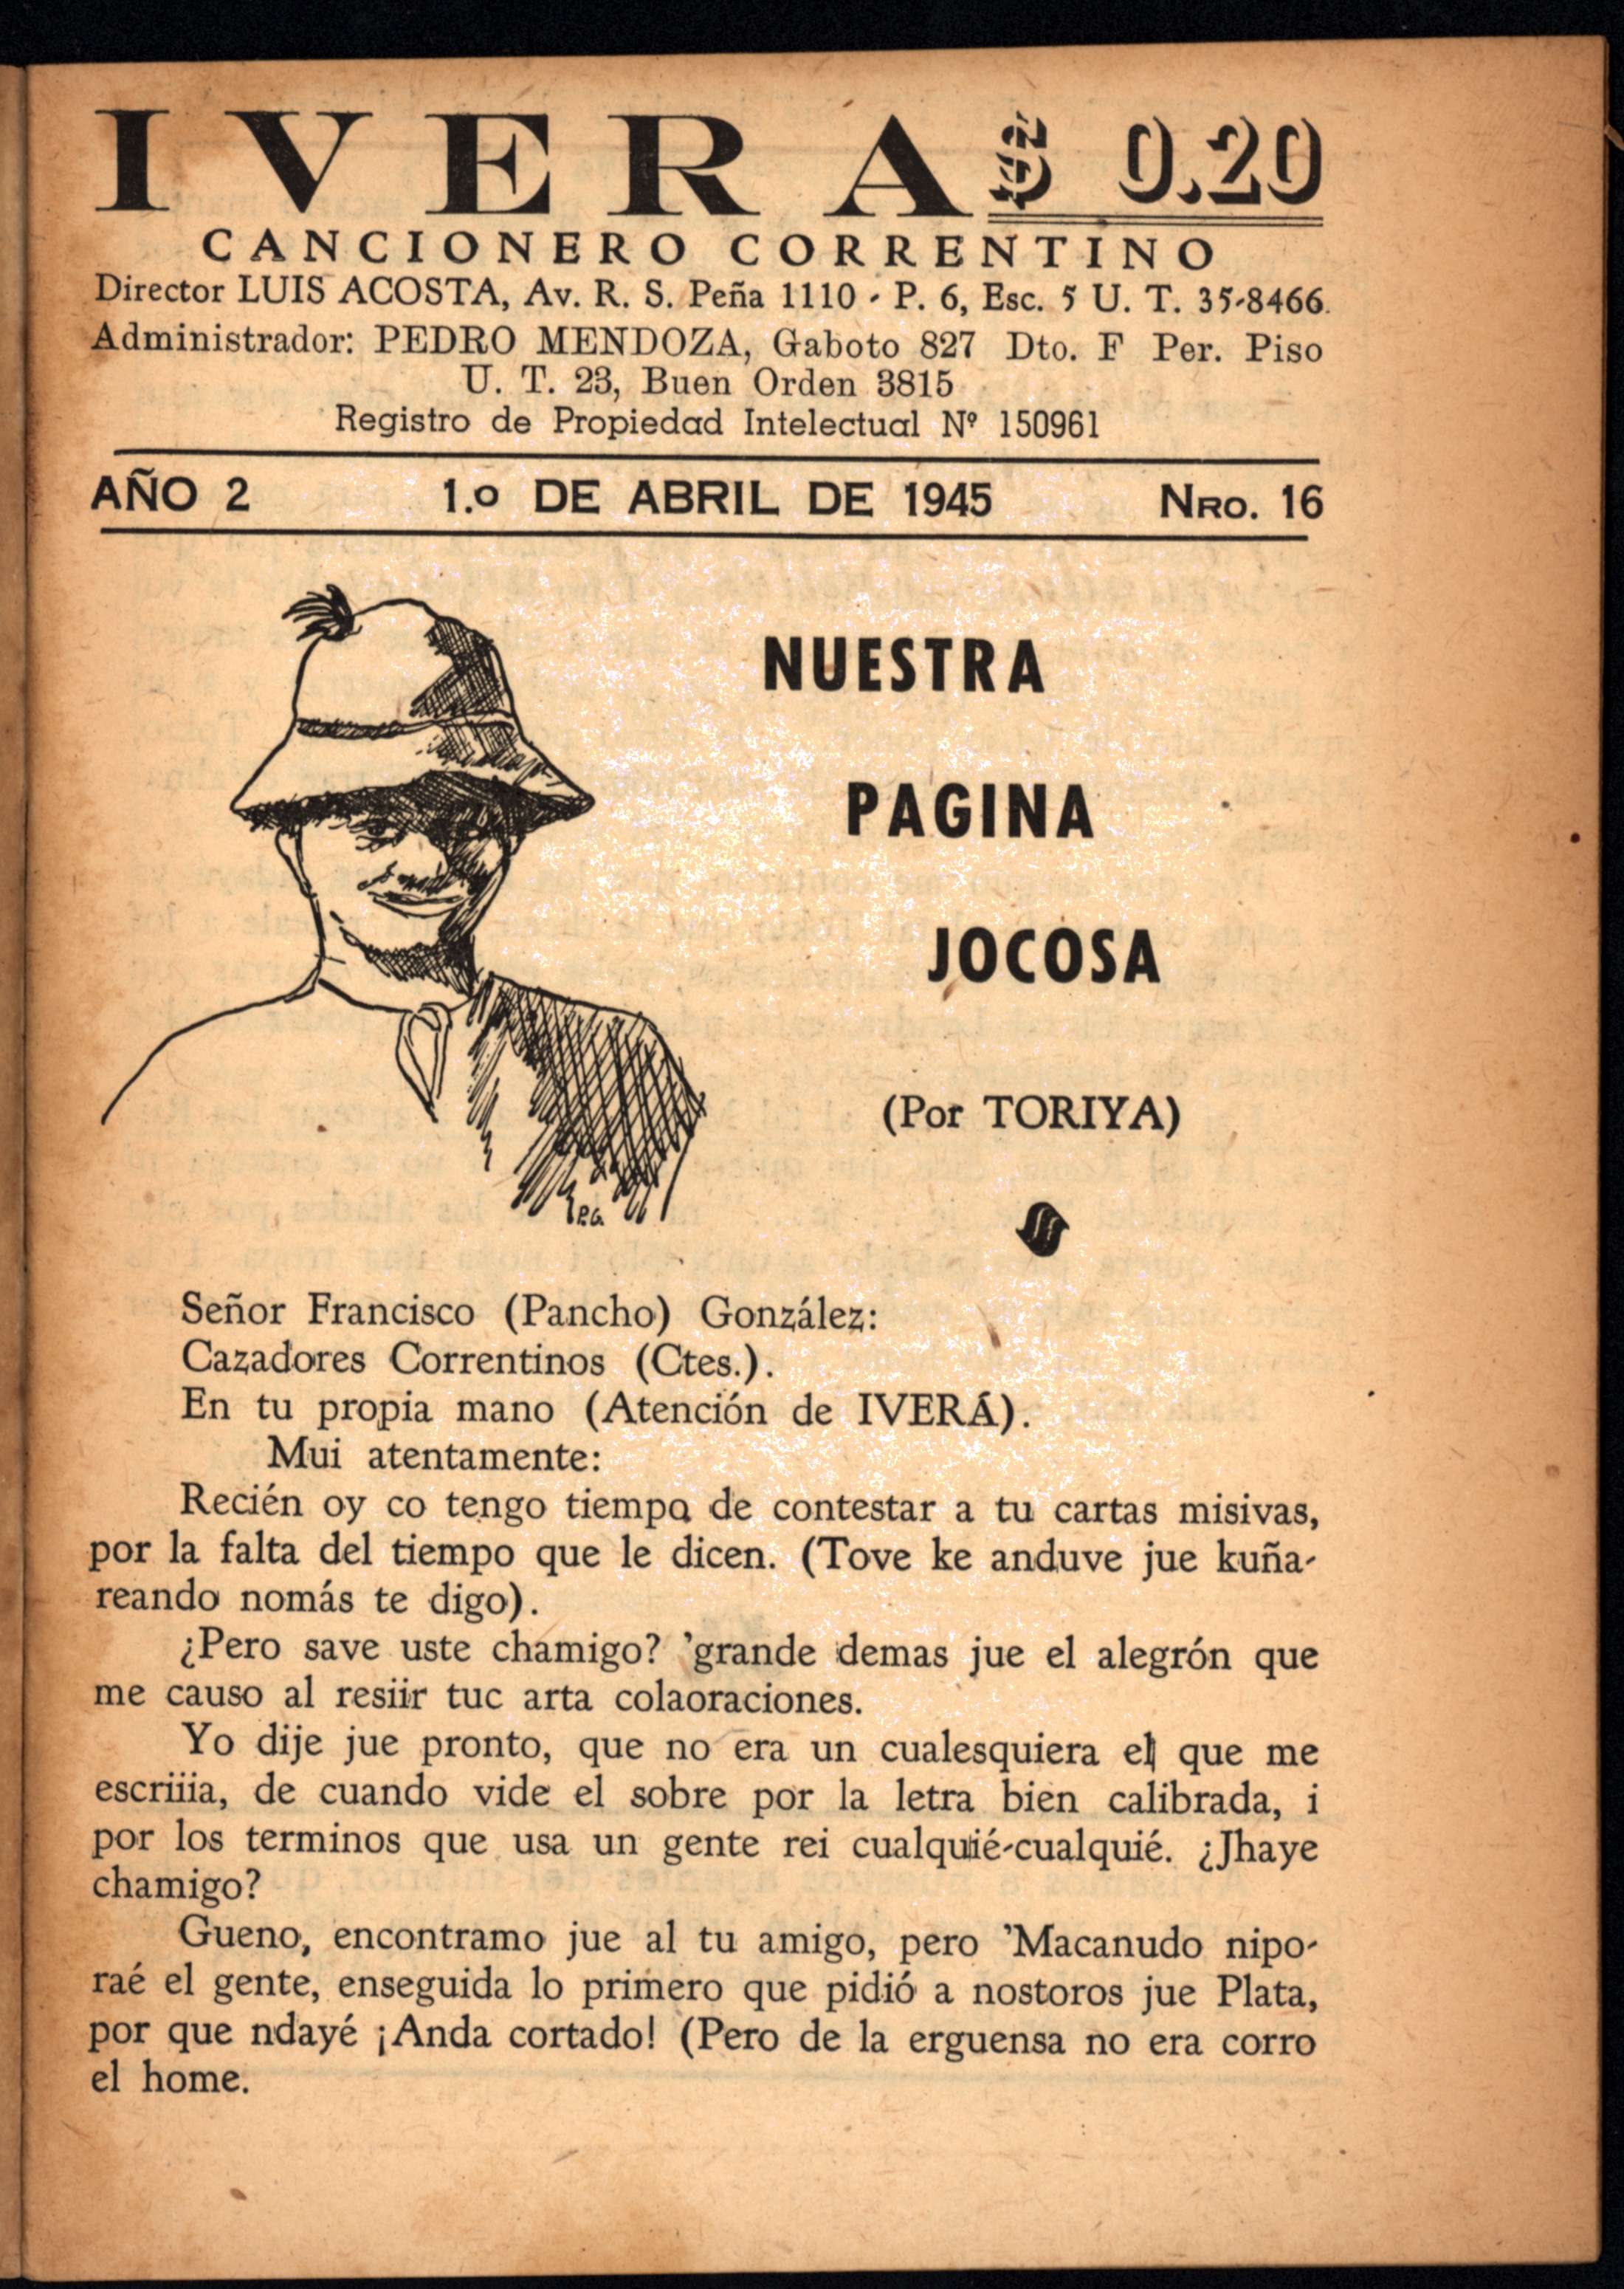 IVERA $ 0.20
CANCIONERO CORRENTINO
Director LUIS ACOSTA, Av. R. S. Peña 1110 - P. 6, Esc. 5 U. T. 35-8466.
Administrador: PEDRO MENDOZA, Gaboto 827 Dto. F Per. Piso
U. T. 23, Buen Orden 3815
Registro de Propiedad Intelectual Nº 150961
AÑO 2 1.o DE ABRIL DE 1945 NRO. 16
NUESTRA
PAGINA
JOCOSA
(Por TORIYA)
P.G.
Señor Francisco (Pancho) González:
Cazadores Correntinos (Ctes.).
En tu propia mano (Atención de IVERÁ).
Mui atentamente:
Recién oy co tengo tiempo de contestar a tu cartas misivas,
por la falta del tiempo que le dicen. (Tove ke anduve jue kuña-
reando nomás te digo).
¿Pero save uste chamigo? 'grande demas jue el alegrón que
me causo al resiir tuc arta colaoraciones.
Yo dije jue pronto, que no era un cualesquiera el que me
escriiia, de cuando vide el sobre por la letra bien calibrada, i
por los terminos que usa un gente rei cualquié-cualquié. ¿Jhaye
chamigo?
Gueno, encontramo jue al tu amigo, pero 'Macanudo nipo-
raé el gente, enseguida lo primero que pidió a nostoros jue Plata,
por que ndayé ¡Anda cortado! (Pero de la erguensa no era corro
el home.